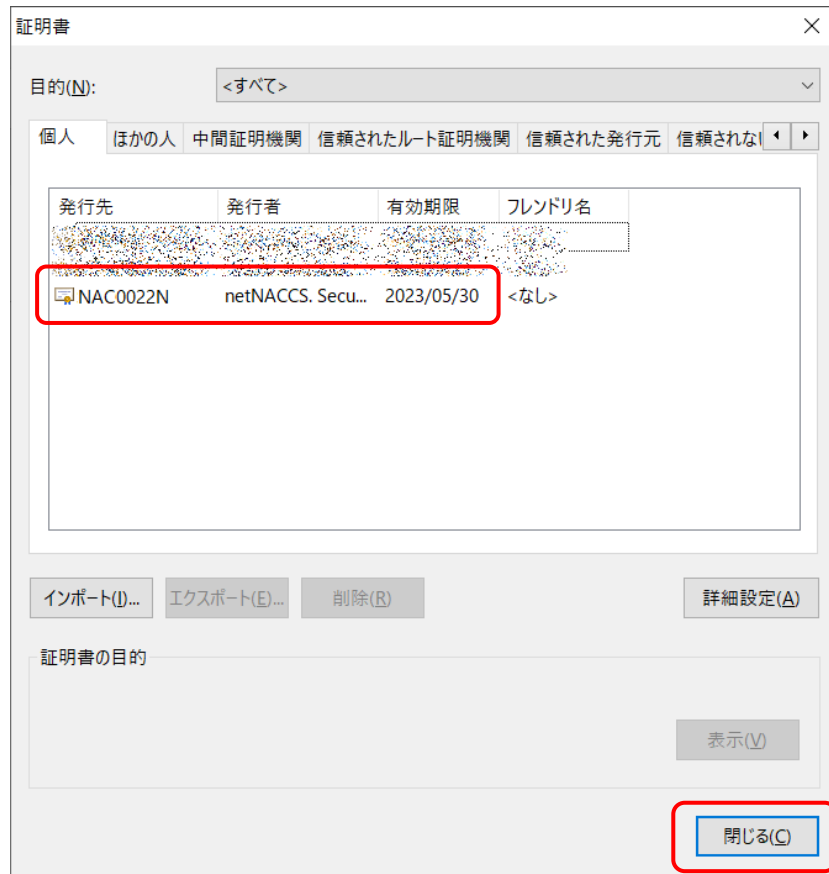 証明書
目的(N): <すべて>
個人 ほかの人 中間証明機関 信頼されたルート証明機関 信頼された発行元 信頼されな
発行先 発行者 有効期限 フレンドリ名
NAC0022N netNACCS. Secu... 2023/05/30 <なし>
インポート(I)... エクスポート(E)... 削除(R) 詳細設定(A)
証明書の目的
表示(V)
閉じる(C)